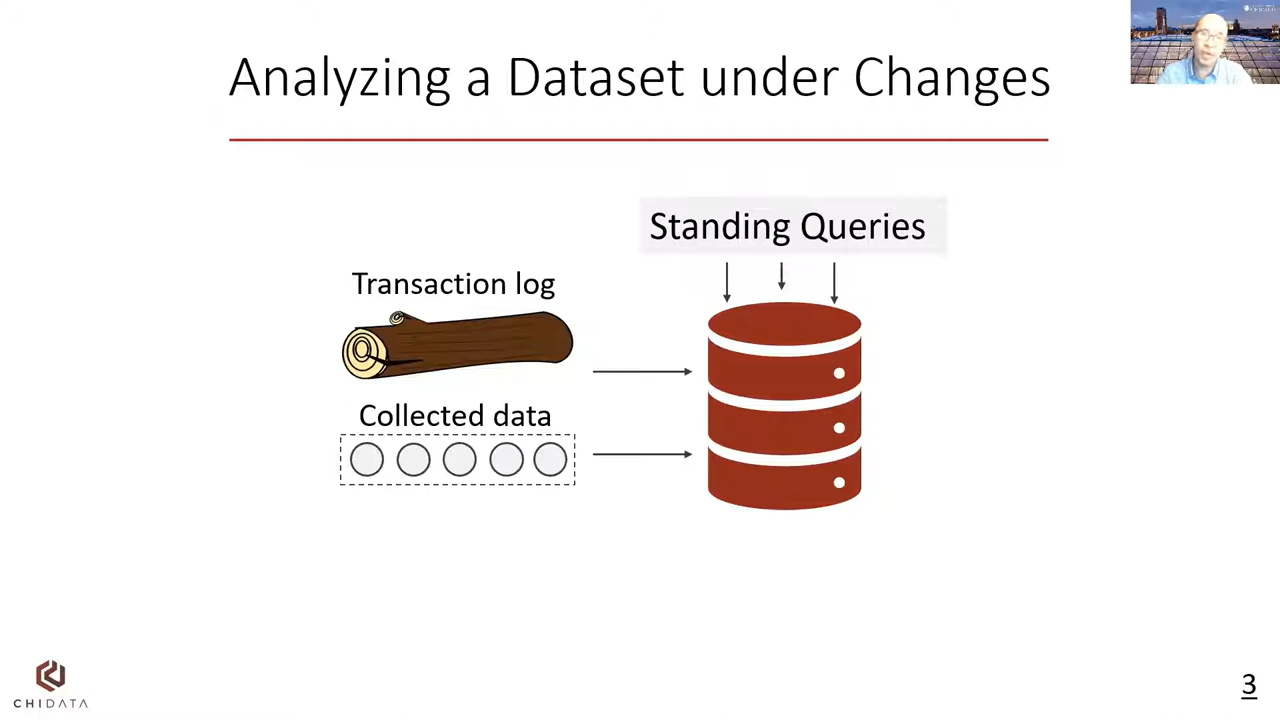 Analyzing a Dataset under Changes
Standing Queries
Transaction log
Collected data
CHIDATA
3